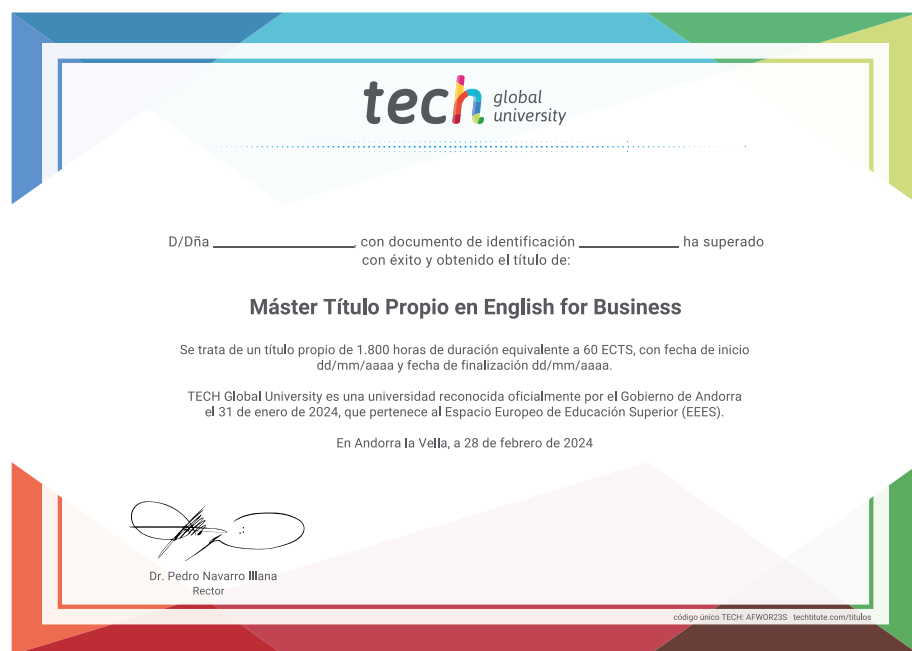 tech global university
D/Dña ______________, con documento de identificación ______________ ha superado
con éxito y obtenido el título de:
Máster Título Propio en English for Business
Se trata de un título propio de 1.800 horas de duración equivalente a 60 ECTS, con fecha de inicio
dd/mm/aaaa y fecha de finalización dd/mm/aaaa.
TECH Global University es una universidad reconocida oficialmente por el Gobierno de Andorra
el 31 de enero de 2024, que pertenece al Espacio Europeo de Educación Superior (EEES).
En Andorra la Vella, a 28 de febrero de 2024
Dr. Pedro Navarro Illana
Rector
código único TECH: AFWOR23S techtitute.com/titulos